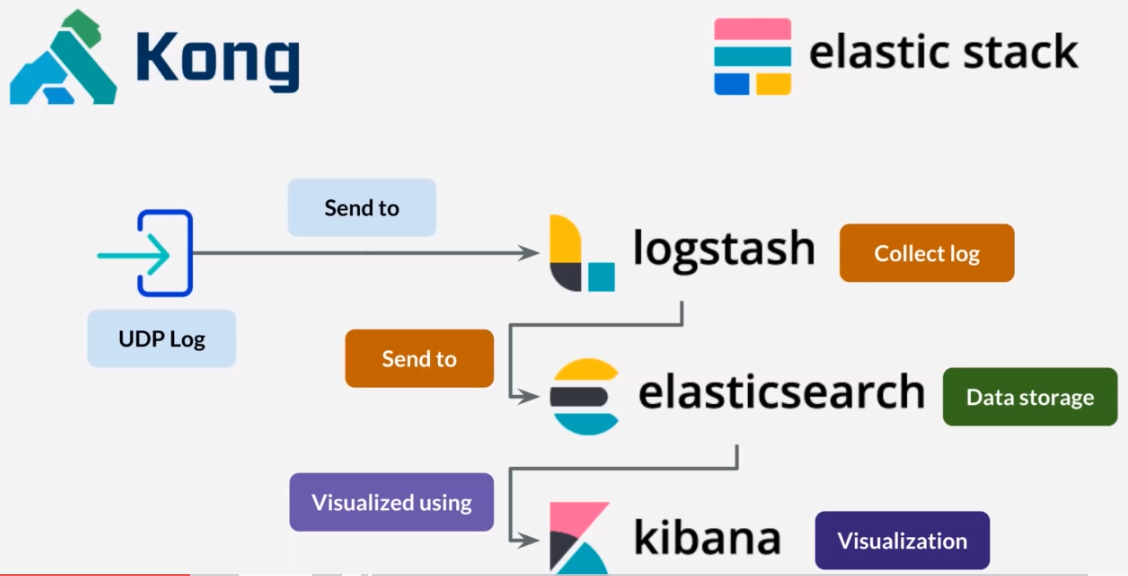 Kong
elastic stack
Send to
logstash
Collect log
UDP Log
Send to
elasticsearch
Data storage
Visualized using
kibana
Visualization